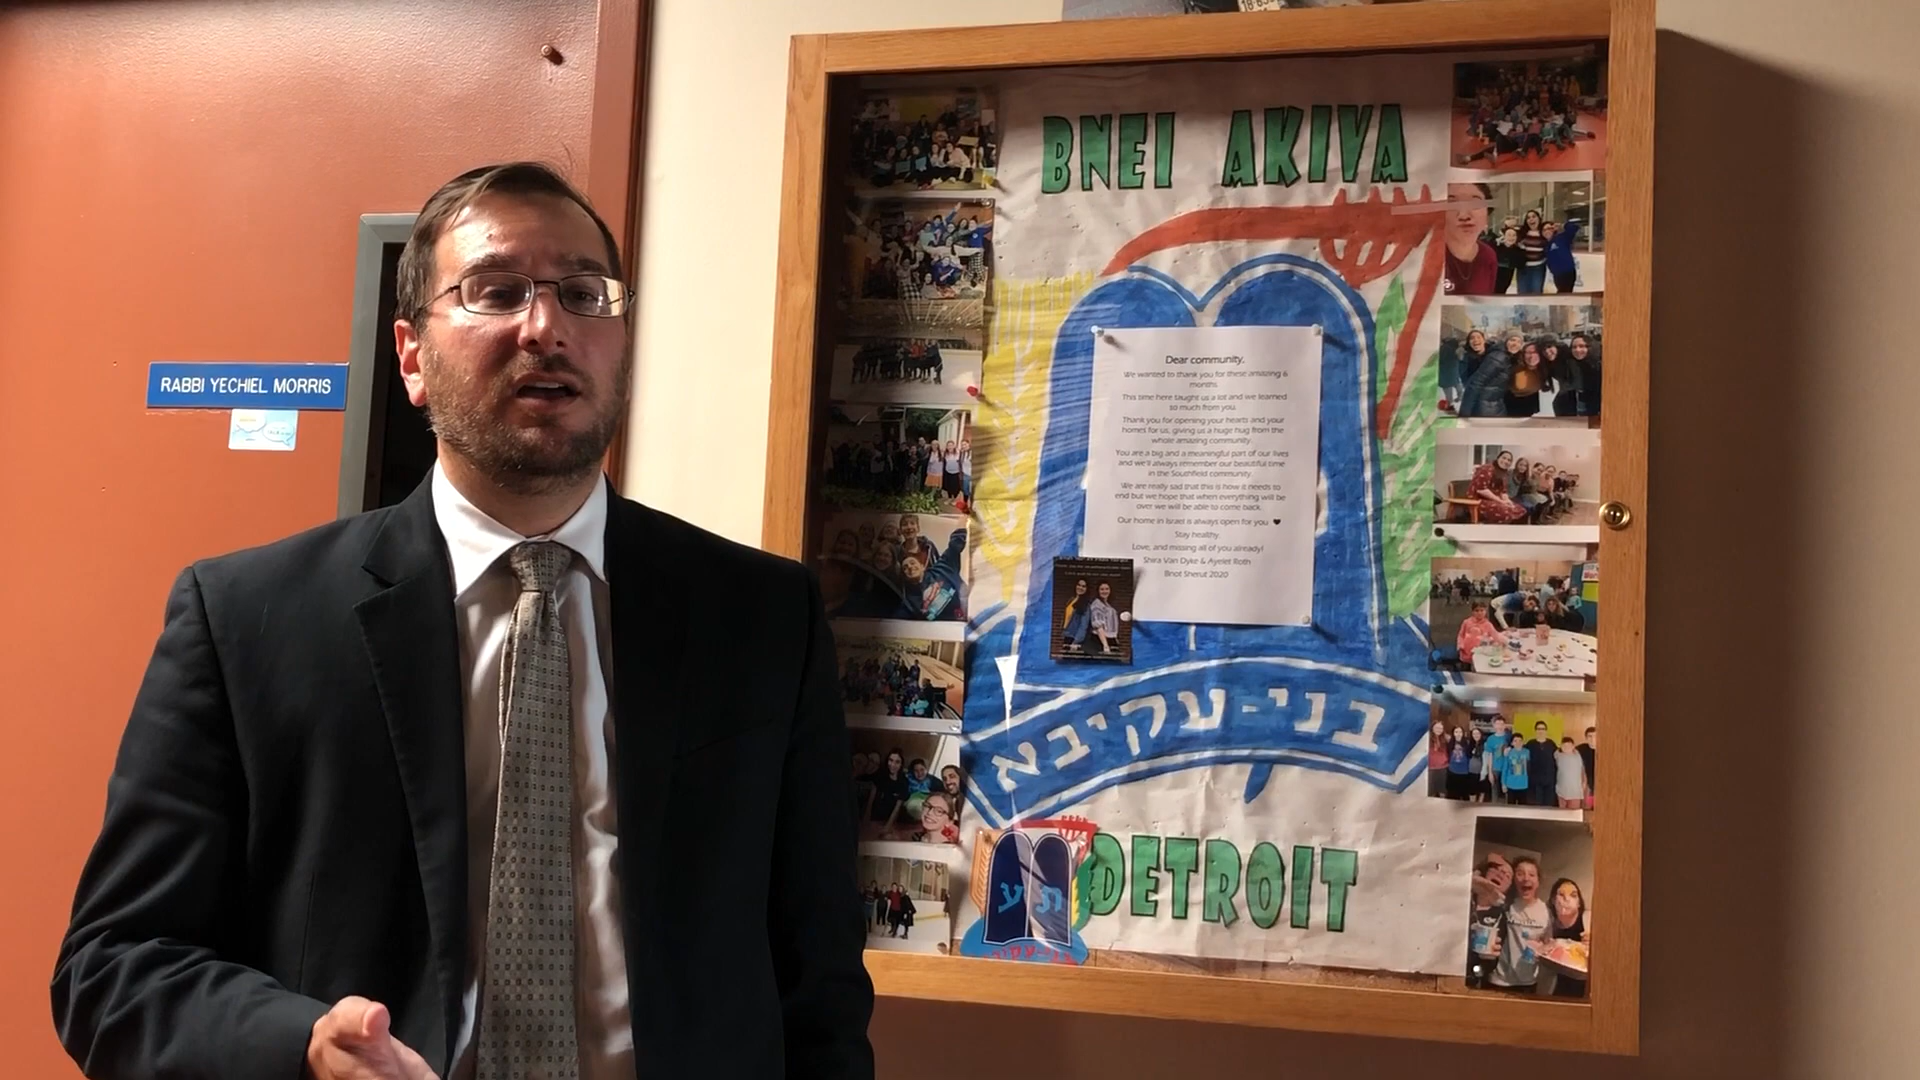 RABBI YECHIEL MORRIS
BNEI AKIVA
Dear community,
We wanted to thank you for these amazing 6
months.
This time here taught us a lot and we learned
so much from you.
Thank you for opening your hearts and your
homes for us, giving us a huge hug from the
whole amazing community.
You are a big and a meaningful part of our lives
and we'll always remember our beautiful time
in the Southfield community.
We are really sad that this is how it needs to
end but we hope that when everything will be
over we will be able to come back.
Our home in Israel is always open for you ♥
Stay healthy.
Love, and missing all of you already!
Shira Van Dyke & Ayelet Roth
Bnot Sherut 2020
בני-עקיבא
DETROIT
ת ע
בני-עקיבא